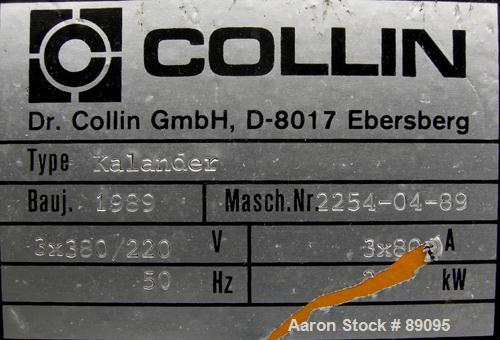 COLLIN
Dr. Collin GmbH, D-8017 Ebersberg
Type Kalander
Bauj. 1989 Masch.Nr. 2254-04-89
3x380/220 V A
50 Hz kW
Aaron Stock # 89095